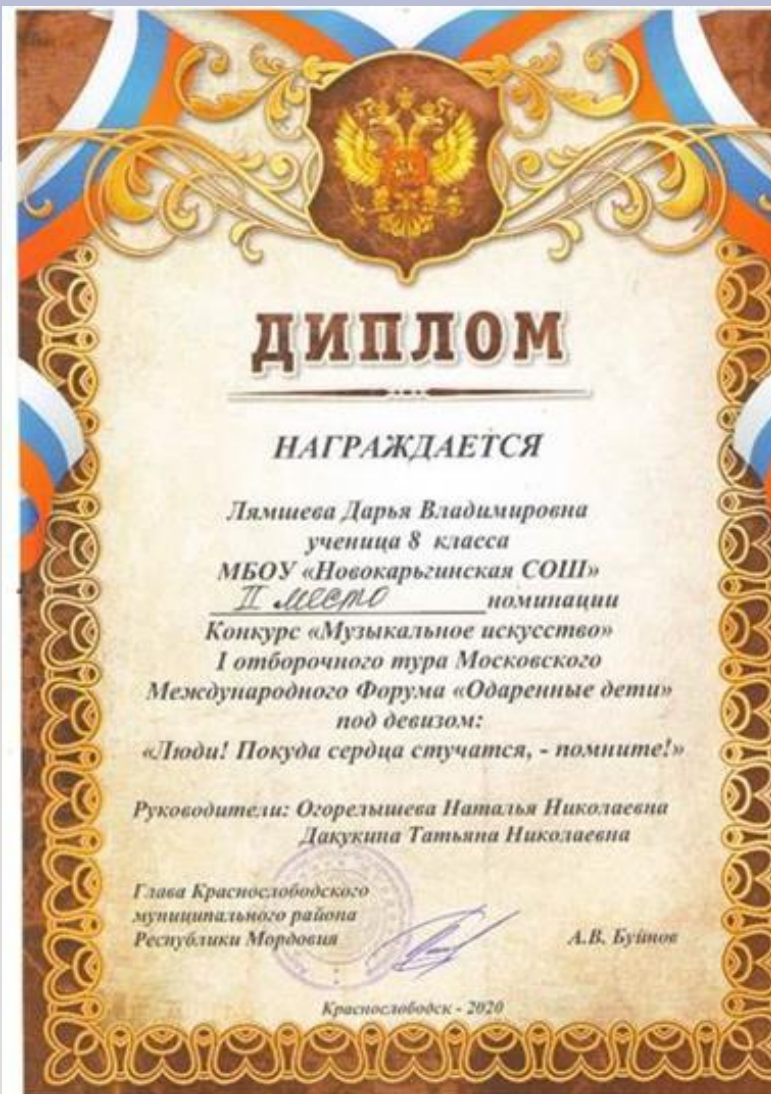 ДИПЛОМ
НАГРАЖДАЕТСЯ
Лямшева Дарья Владимировна
ученица 8 класса
МБОУ «Новокарьгинская СОШ»
II место номинации
Конкурс «Музыкальное искусство»
I отборочного тура Московского
Международного Форума «Одаренные дети»
под девизом:
«Люди! Покуда сердца стучатся, - помните!»
Руководители: Огорелышева Наталья Николаевна
Дакукина Татьяна Николаевна
Глава Краснослободского
муниципального района
Республики Мордовия А.В. Буйнов
Краснослободск - 2020